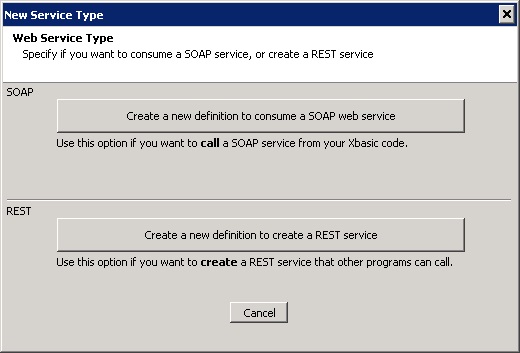 New Service Type
Web Service Type
Specify if you want to consume a SOAP service, or create a REST service
SOAP
Create a new definition to consume a SOAP web service
Use this option if you want to call a SOAP service from your Xbasic code.
REST
Create a new definition to create a REST service
Use this option if you want to create a REST service that other programs can call.
Cancel